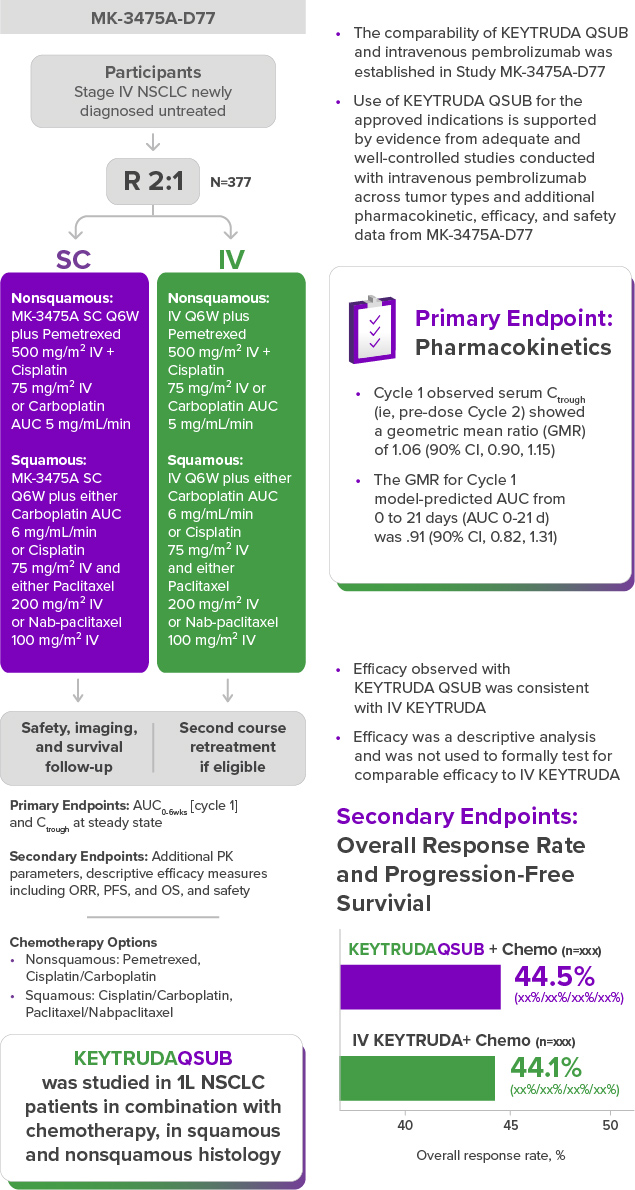 MK-3475A-D77
Participants
Stage IV NSCLC newly
diagnosed untreated
R 2:1
N=377
SC
Nonsquamous:
MK-3475A SC Q6W
plus Pemetrexed
500 mg/m² IV +
Cisplatin
75 mg/m² IV
or Carboplatin
AUC 5 mg/mL/min
Squamous:
MK-3475A SC
Q6W plus either
Carboplatin AUC
6 mg/mL/min
or Cisplatin
75 mg/m² IV and
either Paclitaxel
200 mg/m² IV
or Nab-paclitaxel
100 mg/m² IV
IV
Nonsquamous:
IV Q6W plus
Pemetrexed
500 mg/m² IV +
Cisplatin
75 mg/m² IV or
Carboplatin AUC
5 mg/mL/min
Squamous:
IV Q6W plus either
Carboplatin AUC
6 mg/mL/min
or Cisplatin
75 mg/m² IV
and either
Paclitaxel
200 mg/m² IV
or Nab-paclitaxel
100 mg/m² IV
Safety, imaging,
and survival
follow-up
Second course
retreatment
if eligible
Primary Endpoints: AUC0-6wks [cycle 1]
and Ctrough at steady state
Secondary Endpoints: Additional PK
parameters, descriptive efficacy measures
including ORR, PFS, and OS, and safety
Chemotherapy Options
• Nonsquamous: Pemetrexed,
Cisplatin/Carboplatin
• Squamous: Cisplatin/Carboplatin,
Paclitaxel/Nabpaclitaxel
KEYTRUDAQSUB
was studied in 1L NSCLC
patients in combination with
chemotherapy, in squamous
and nonsquamous histology
• The comparability of KEYTRUDA QSUB
and intravenous pembrolizumab was
established in Study MK-3475A-D77
• Use of KEYTRUDA QSUB for the
approved indications is supported
by evidence from adequate and
well-controlled studies conducted
with intravenous pembrolizumab
across tumor types and additional
pharmacokinetic, efficacy, and safety
data from MK-3475A-D77
Primary Endpoint:
Pharmacokinetics
• Cycle 1 observed serum Ctrough
(ie, pre-dose Cycle 2) showed
a geometric mean ratio (GMR)
of 1.06 (90% CI, 0.90, 1.15)
• The GMR for Cycle 1
model-predicted AUC from
0 to 21 days (AUC 0-21 d)
was .91 (90% CI, 0.82, 1.31)
• Efficacy observed with
KEYTRUDA QSUB was consistent
with IV KEYTRUDA
• Efficacy was a descriptive analysis
and was not used to formally test for
comparable efficacy to IV KEYTRUDA
Secondary Endpoints:
Overall Response Rate
and Progression-Free
Survivial
KEYTRUDAQSUB + Chemo (n=xxx)
44.5%
(xx%/xx%/xx%/xx%)
IV KEYTRUDA+ Chemo (n=xxx)
44.1%
(xx%/xx%/xx%/xx%)
40 45 50
Overall response rate, %